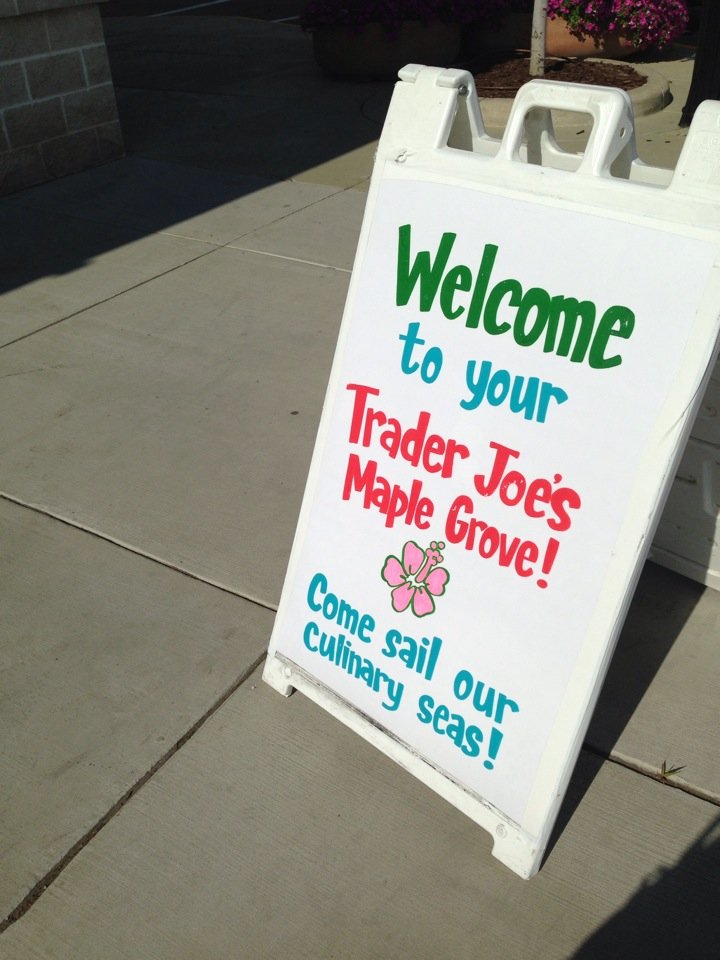 Welcome
to your
Trader Joe's
Maple Grove!
Come sail our
culinary seas!